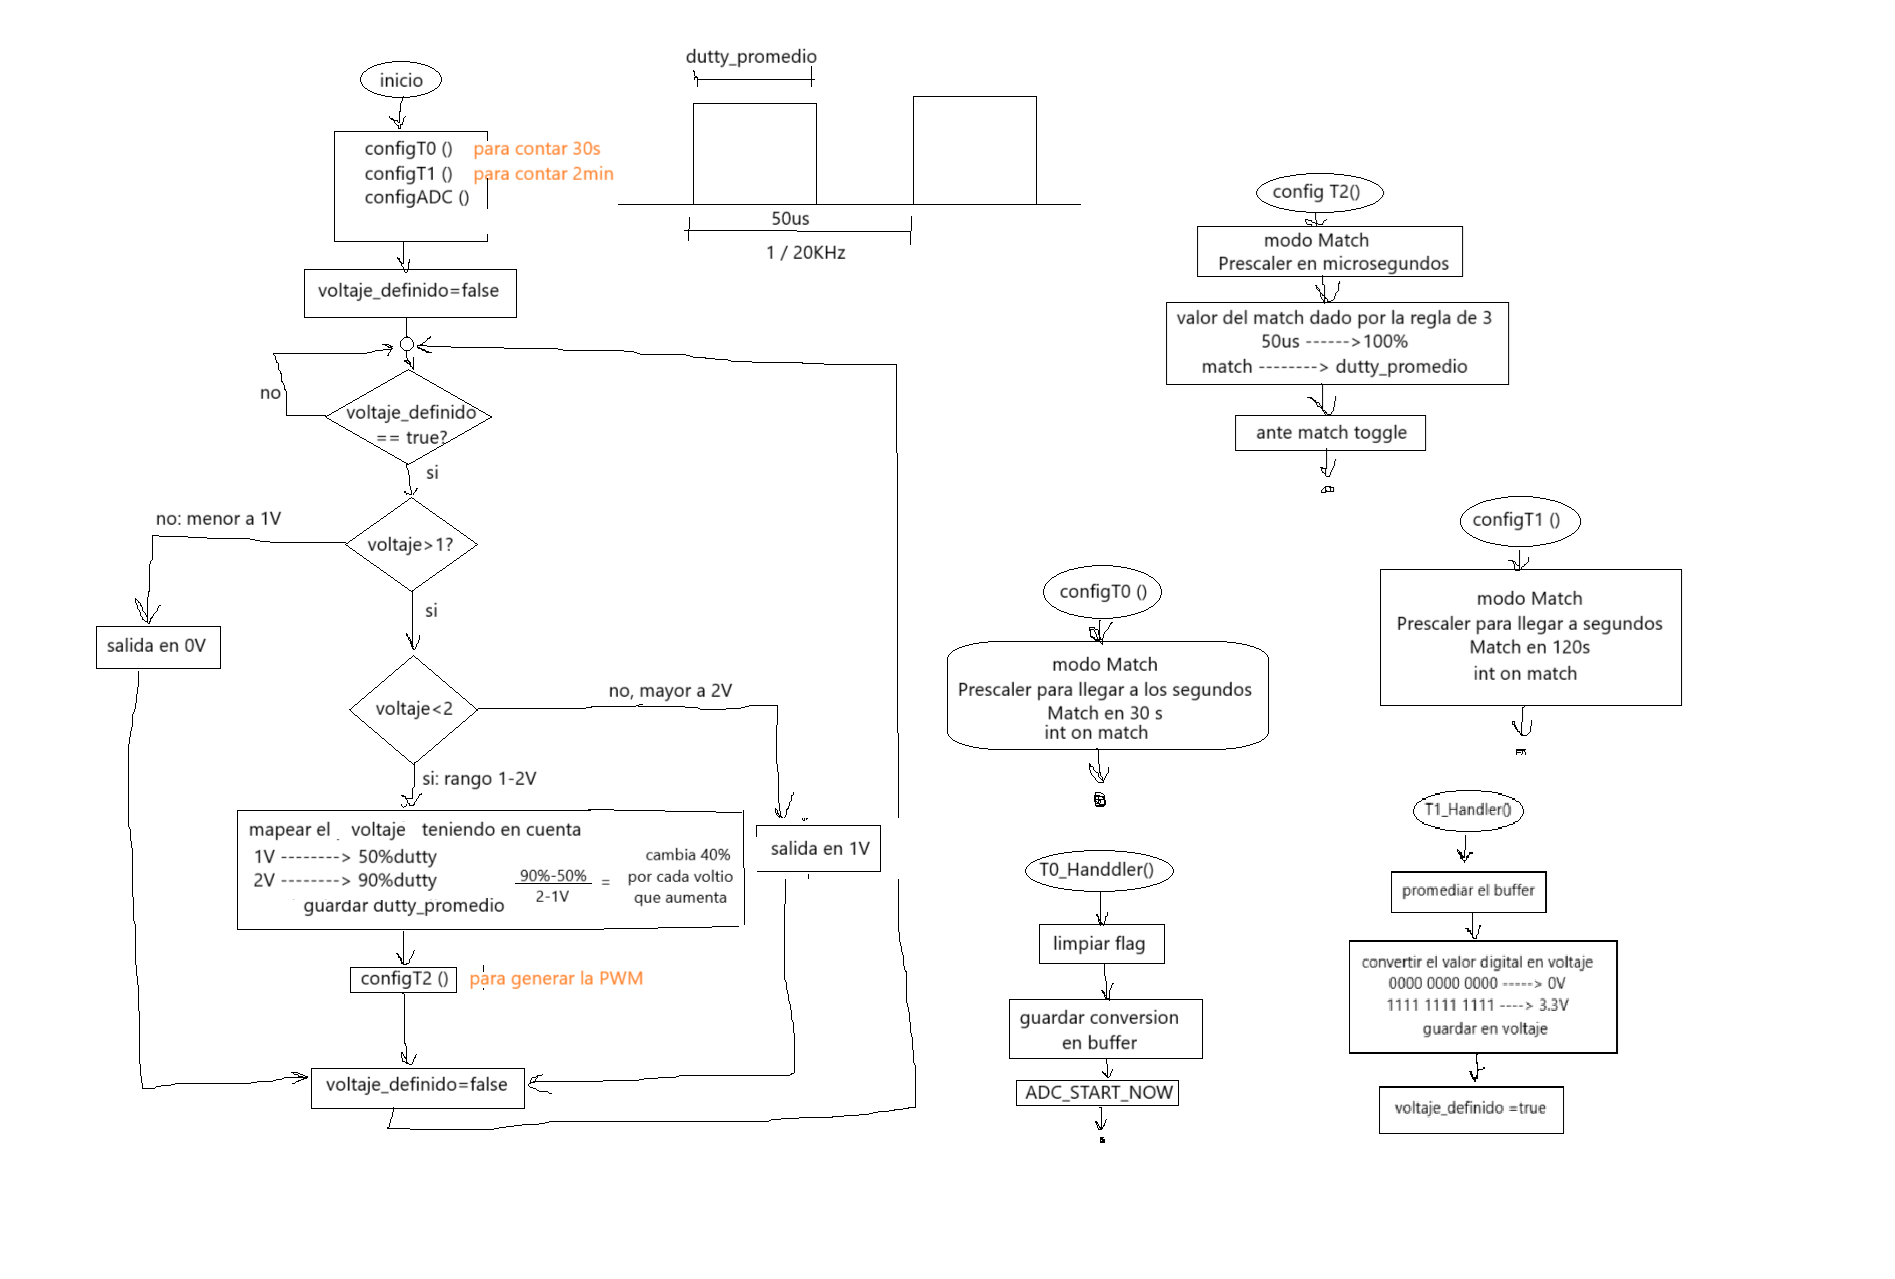 inicio
configT0 () para contar 30s
configT1 () para contar 2min
configADC ()
voltaje_definido=false
no
voltaje_definido
== true?
si
no: menor a 1V
voltaje>1?
si
salida en 0V
voltaje<2
no, mayor a 2V
si: rango 1-2V
mapear el voltaje teniendo en cuenta
1V --------> 50%dutty
2V --------> 90%dutty
guardar dutty_promedio
90%-50%
2-1V
=
cambia 40%
por cada voltio
que aumenta
salida en 1V
configT2 () para generar la PWM
voltaje_definido=false
dutty_promedio
50us
1 / 20KHz
config T2()
modo Match
Prescaler en microsegundos
valor del match dado por la regla de 3
50us ------>100%
match --------> dutty_promedio
ante match toggle
configT0 ()
modo Match
Prescaler para llegar a los segundos
Match en 30 s
int on match
configT1 ()
modo Match
Prescaler para llegar a segundos
Match en 120s
int on match
T0_Handdler()
limpiar flag
guardar conversion
en buffer
ADC_START_NOW
T1_Handler()
promediar el buffer
convertir el valor digital en voltaje
0000 0000 0000 -----> 0V
1111 1111 1111 ----> 3.3V
guardar en voltaje
voltaje_definido =true